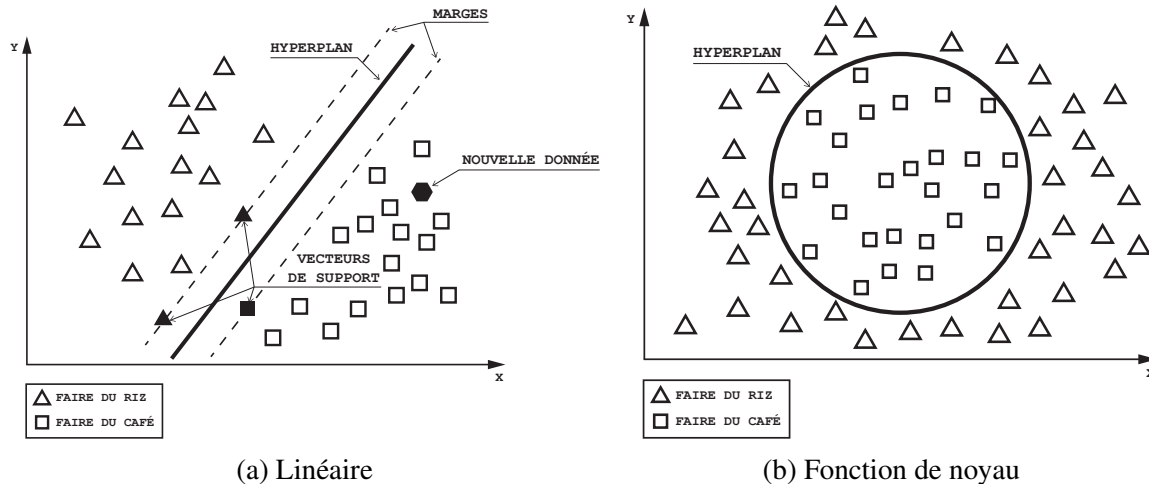 MARGES
Y
HYPERPLAN
NOUVELLE DONNÉE
VECTEURS
DE SUPPORT
X
FAIRE DU RIZ
FAIRE DU CAFÉ
(a) Linéaire
Y
HYPERPLAN
X
FAIRE DU RIZ
FAIRE DU CAFÉ
(b) Fonction de noyau